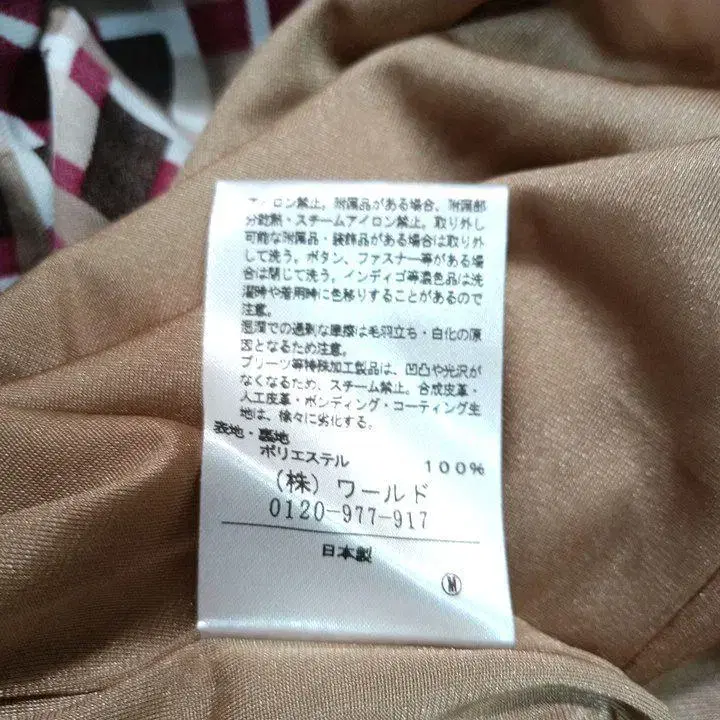 アイロン禁止。附属品がある場合、附属部
分乾熱・スチームアイロン禁止。取り外し
可能な附属品・装飾品がある場合は取り外
して洗う。ボタン、ファスナー等がある場
合は閉じて洗う。インディゴ等濃色品は洗
濯時や着用時に色移りすることがあるので
注意。
湿潤での過剰な摩擦は毛羽立ち・白化の原
因となるため注意。
プリーツ等特殊加工製品は、凹凸や光沢が
なくなるため、スチーム禁止。合成皮革・
人工皮革・ボンディング・コーティング生
地は、徐々に劣化する。
表地・裏地
ポリエステル 100%
(株) ワールド
0120-977-917
日本製
Ⓜ